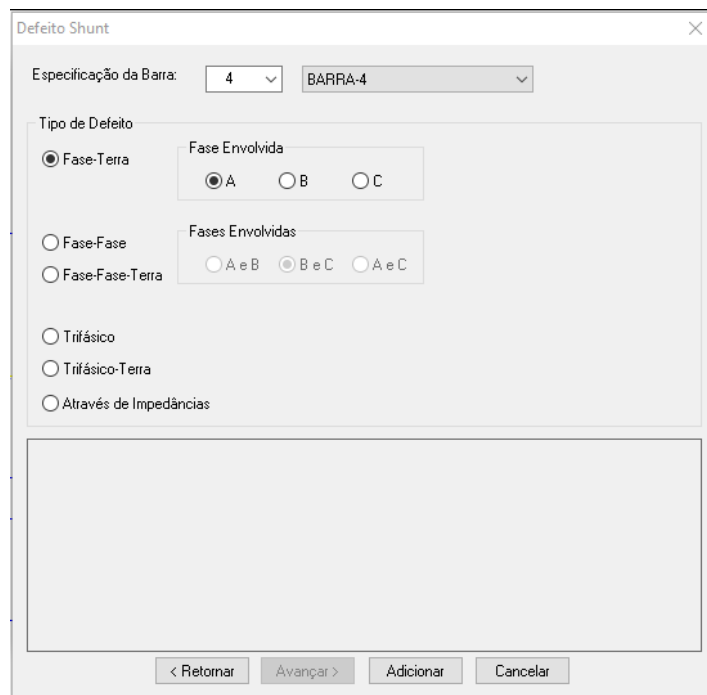 Defeito Shunt
Especificação da Barra: 4 BARRA-4
Tipo de Defeito
Fase-Terra
Fase Envolvida
A B C
Fase-Fase
Fase-Fase-Terra
Fases Envolvidas
A e B B e C A e C
Trifásico
Trifásico-Terra
Através de Impedâncias
< Retornar Avançar > Adicionar Cancelar